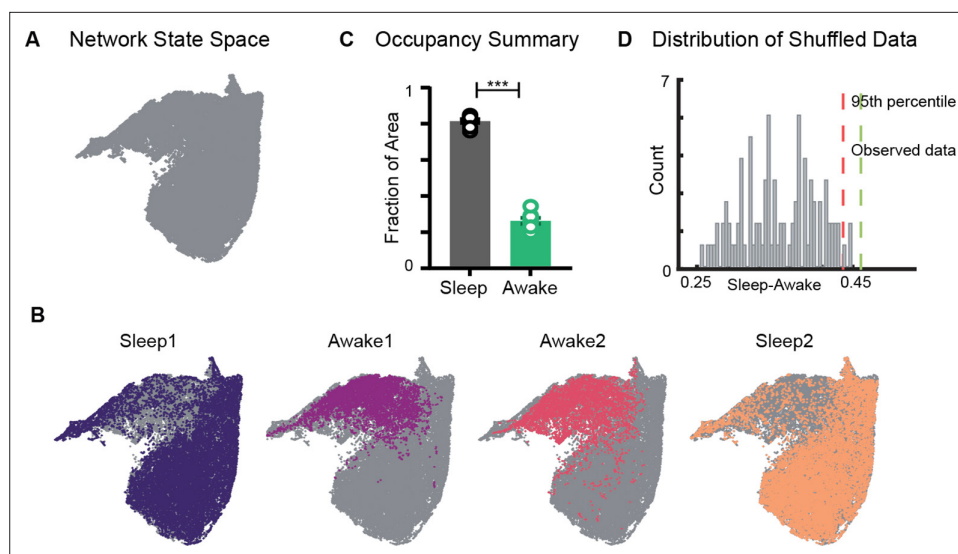 A Network State Space
C Occupancy Summary
D Distribution of Shuffled Data
1
***
Fraction of Area
0
Sleep Awake
7
95th percentile
Observed data
Count
0
0.25 Sleep-Awake 0.45
B
Sleep1 Awake1 Awake2 Sleep2